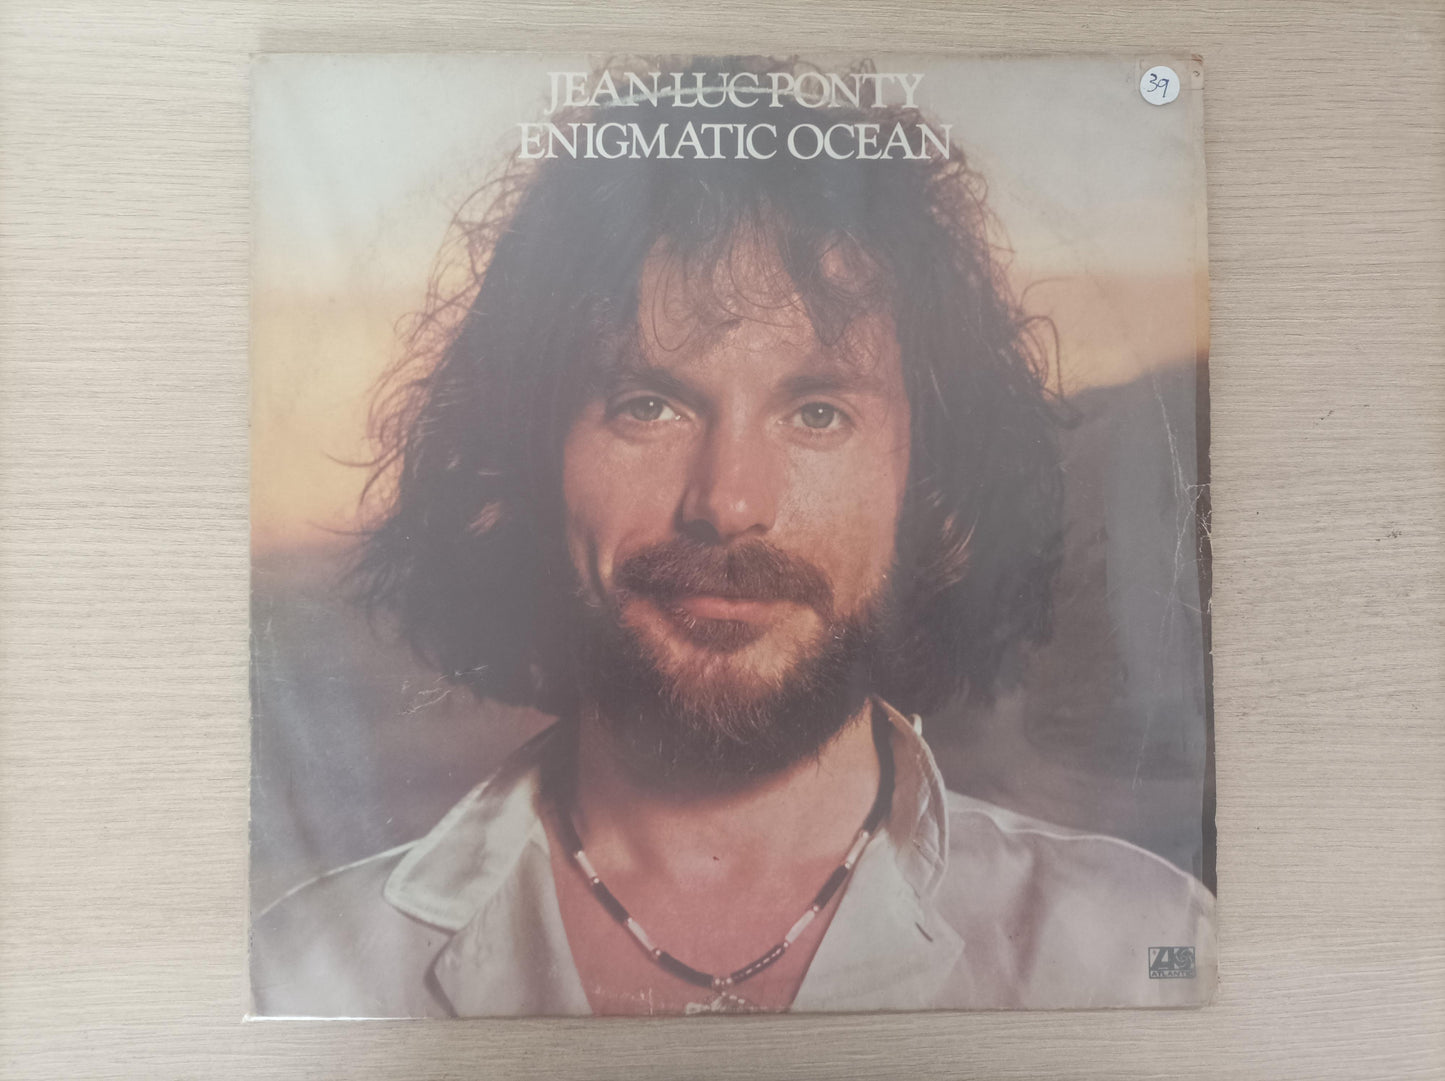 JEAN-LUC PONTY
ENIGMATIC OCEAN
39
ATLANTIC